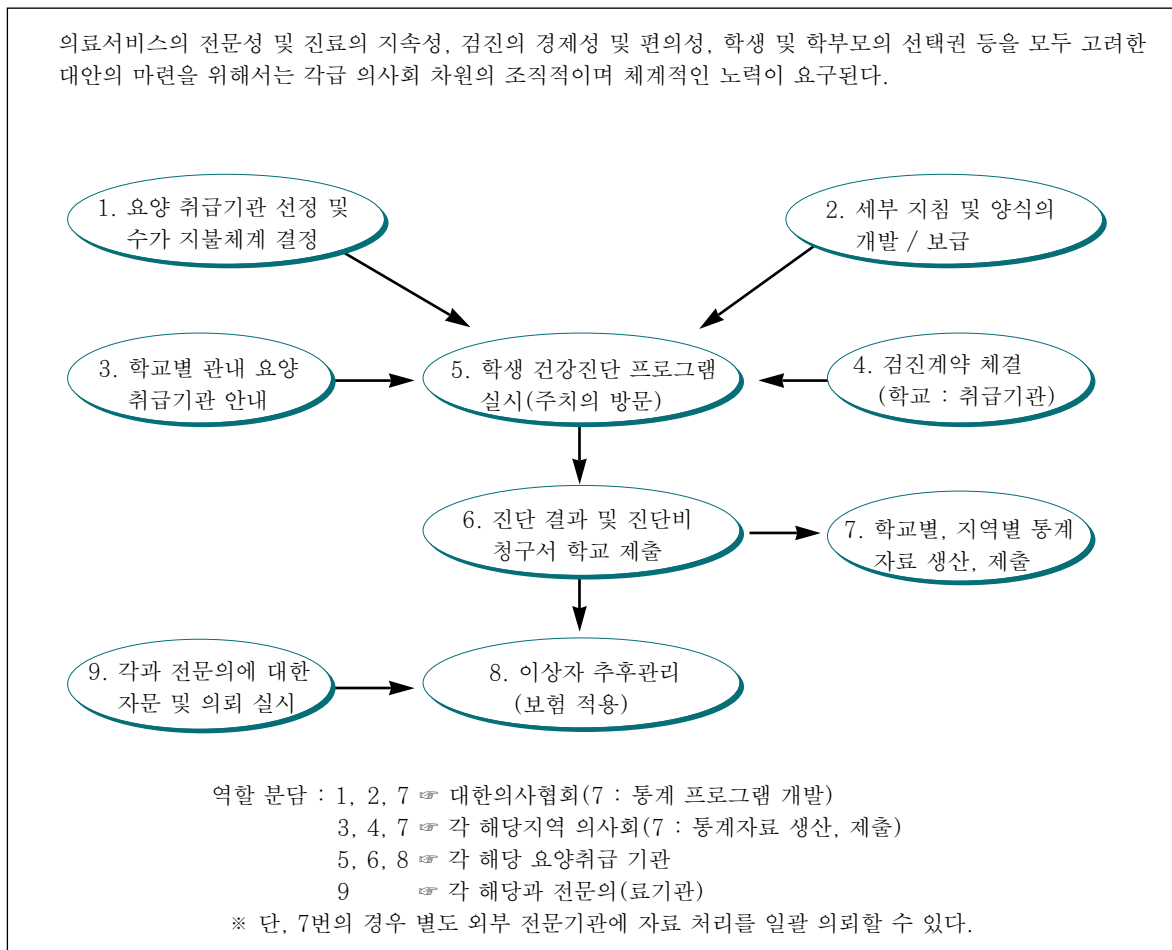 의료서비스의 전문성 및 진료의 지속성, 검진의 경제성 및 편의성, 학생 및 학부모의 선택권 등을 모두 고려한
대안의 마련을 위해서는 각급 의사회 차원의 조직적이며 체계적인 노력이 요구된다.
1. 요양 취급기관 선정 및
수가 지불체계 결정
2. 세부 지침 및 양식의
개발 / 보급
3. 학교별 관내 요양
취급기관 안내
5. 학생 건강진단 프로그램
실시(주치의 방문)
4. 검진계약 체결
(학교 : 취급기관)
6. 진단 결과 및 진단비
청구서 학교 제출
7. 학교별, 지역별 통계
자료 생산, 제출
9. 각과 전문의에 대한
자문 및 의뢰 실시
8. 이상자 추후관리
(보험 적용)
역할 분담 : 1, 2, 7 ☞ 대한의사협회(7 : 통계 프로그램 개발)
3, 4, 7 ☞ 각 해당지역 의사회(7 : 통계자료 생산, 제출)
5, 6, 8 ☞ 각 해당 요양취급 기관
9 ☞ 각 해당과 전문의(료기관)
※ 단, 7번의 경우 별도 외부 전문기관에 자료 처리를 일괄 의뢰할 수 있다.